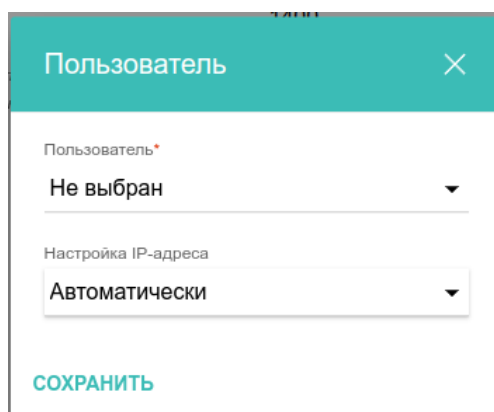 Пользователь
Пользователь*
Не выбран
Настройка IP-адреса
Автоматически
СОХРАНИТЬ